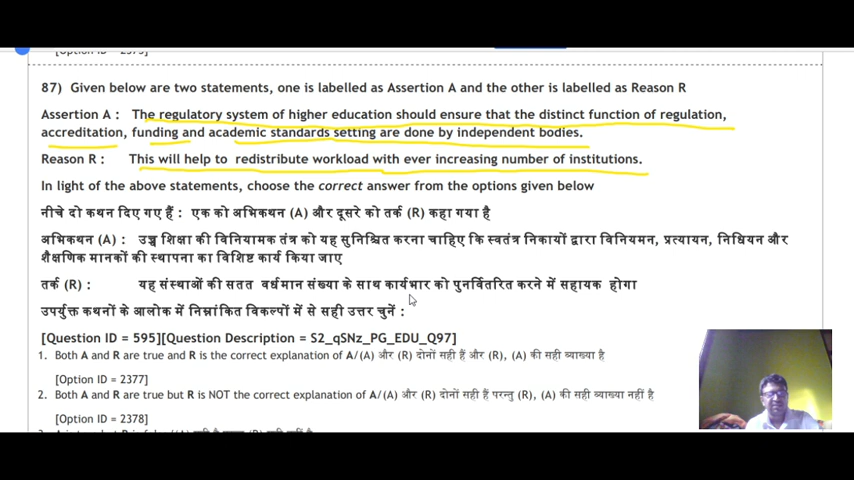 87) Given below are two statements, one is labelled as Assertion A and the other is labelled as Reason R
Assertion A : The regulatory system of higher education should ensure that the distinct function of regulation,
accreditation, funding and academic standards setting are done by independent bodies.
Reason R : This will help to redistribute workload with ever increasing number of institutions.
In light of the above statements, choose the correct answer from the options given below
नीचे दो कथन दिए गए हैं : एक को अभिकथन (A) और दूसरे को तर्क (R) कहा गया है
अभिकथन (A) : उच्च शिक्षा की विनियामक तंत्र को यह सुनिश्चित करना चाहिए कि स्वतंत्र निकायों द्वारा विनियमन, प्रत्यायन, निधियन और
शैक्षणिक मानकों की स्थापना का विशिष्ट कार्य किया जाए
तर्क (R) : यह संस्थाओं की सतत वर्धमान संख्या के साथ कार्यभार को पुनर्वितरित करने में सहायक होगा
उपर्युक्त कथनों के आलोक में निम्नांकित विकल्पों में से सही उत्तर चुनें :
[Question ID = 595][Question Description = S2_qSNz_PG_EDU_Q97]
1. Both A and R are true and R is the correct explanation of A/(A) और (R) दोनों सही हैं और (R), (A) की सही व्याख्या है
[Option ID = 2377]
2. Both A and R are true but R is NOT the correct explanation of A/(A) और (R) दोनों सही हैं परन्तु (R), (A) की सही व्याख्या नहीं है
[Option ID = 2378]